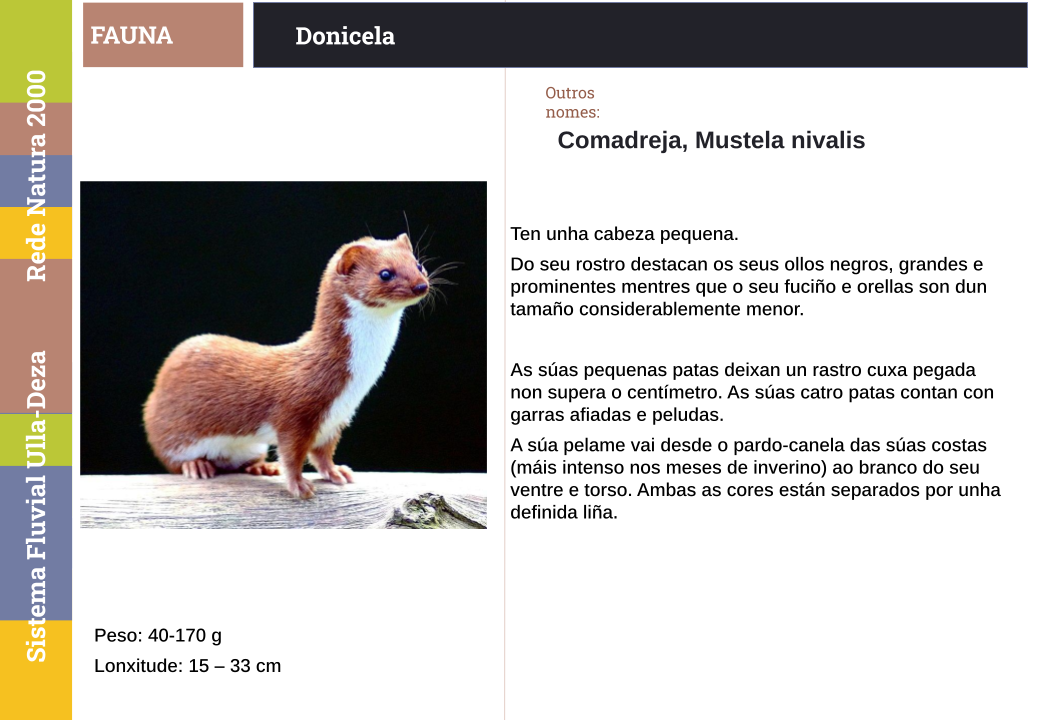 FAUNA
Donicela
Outros
nomes:
Comadreja, Mustela nivalis
Rede Natura 2000
Sistema Fluvial Ulla-Deza
Ten unha cabeza pequena.
Do seu rostro destacan os seus ollos negros, grandes e
prominentes mentres que o seu fuciño e orellas son dun
tamaño considerablemente menor.
As súas pequenas patas deixan un rastro cuxa pegada
non supera o centímetro. As súas catro patas contan con
garras afiadas e peludas.
A súa pelame vai desde o pardo-canela das súas costas
(máis intenso nos meses de inverino) ao branco do seu
ventre e torso. Ambas as cores están separados por unha
definida liña.
Peso: 40-170 g
Lonxitude: 15 – 33 cm